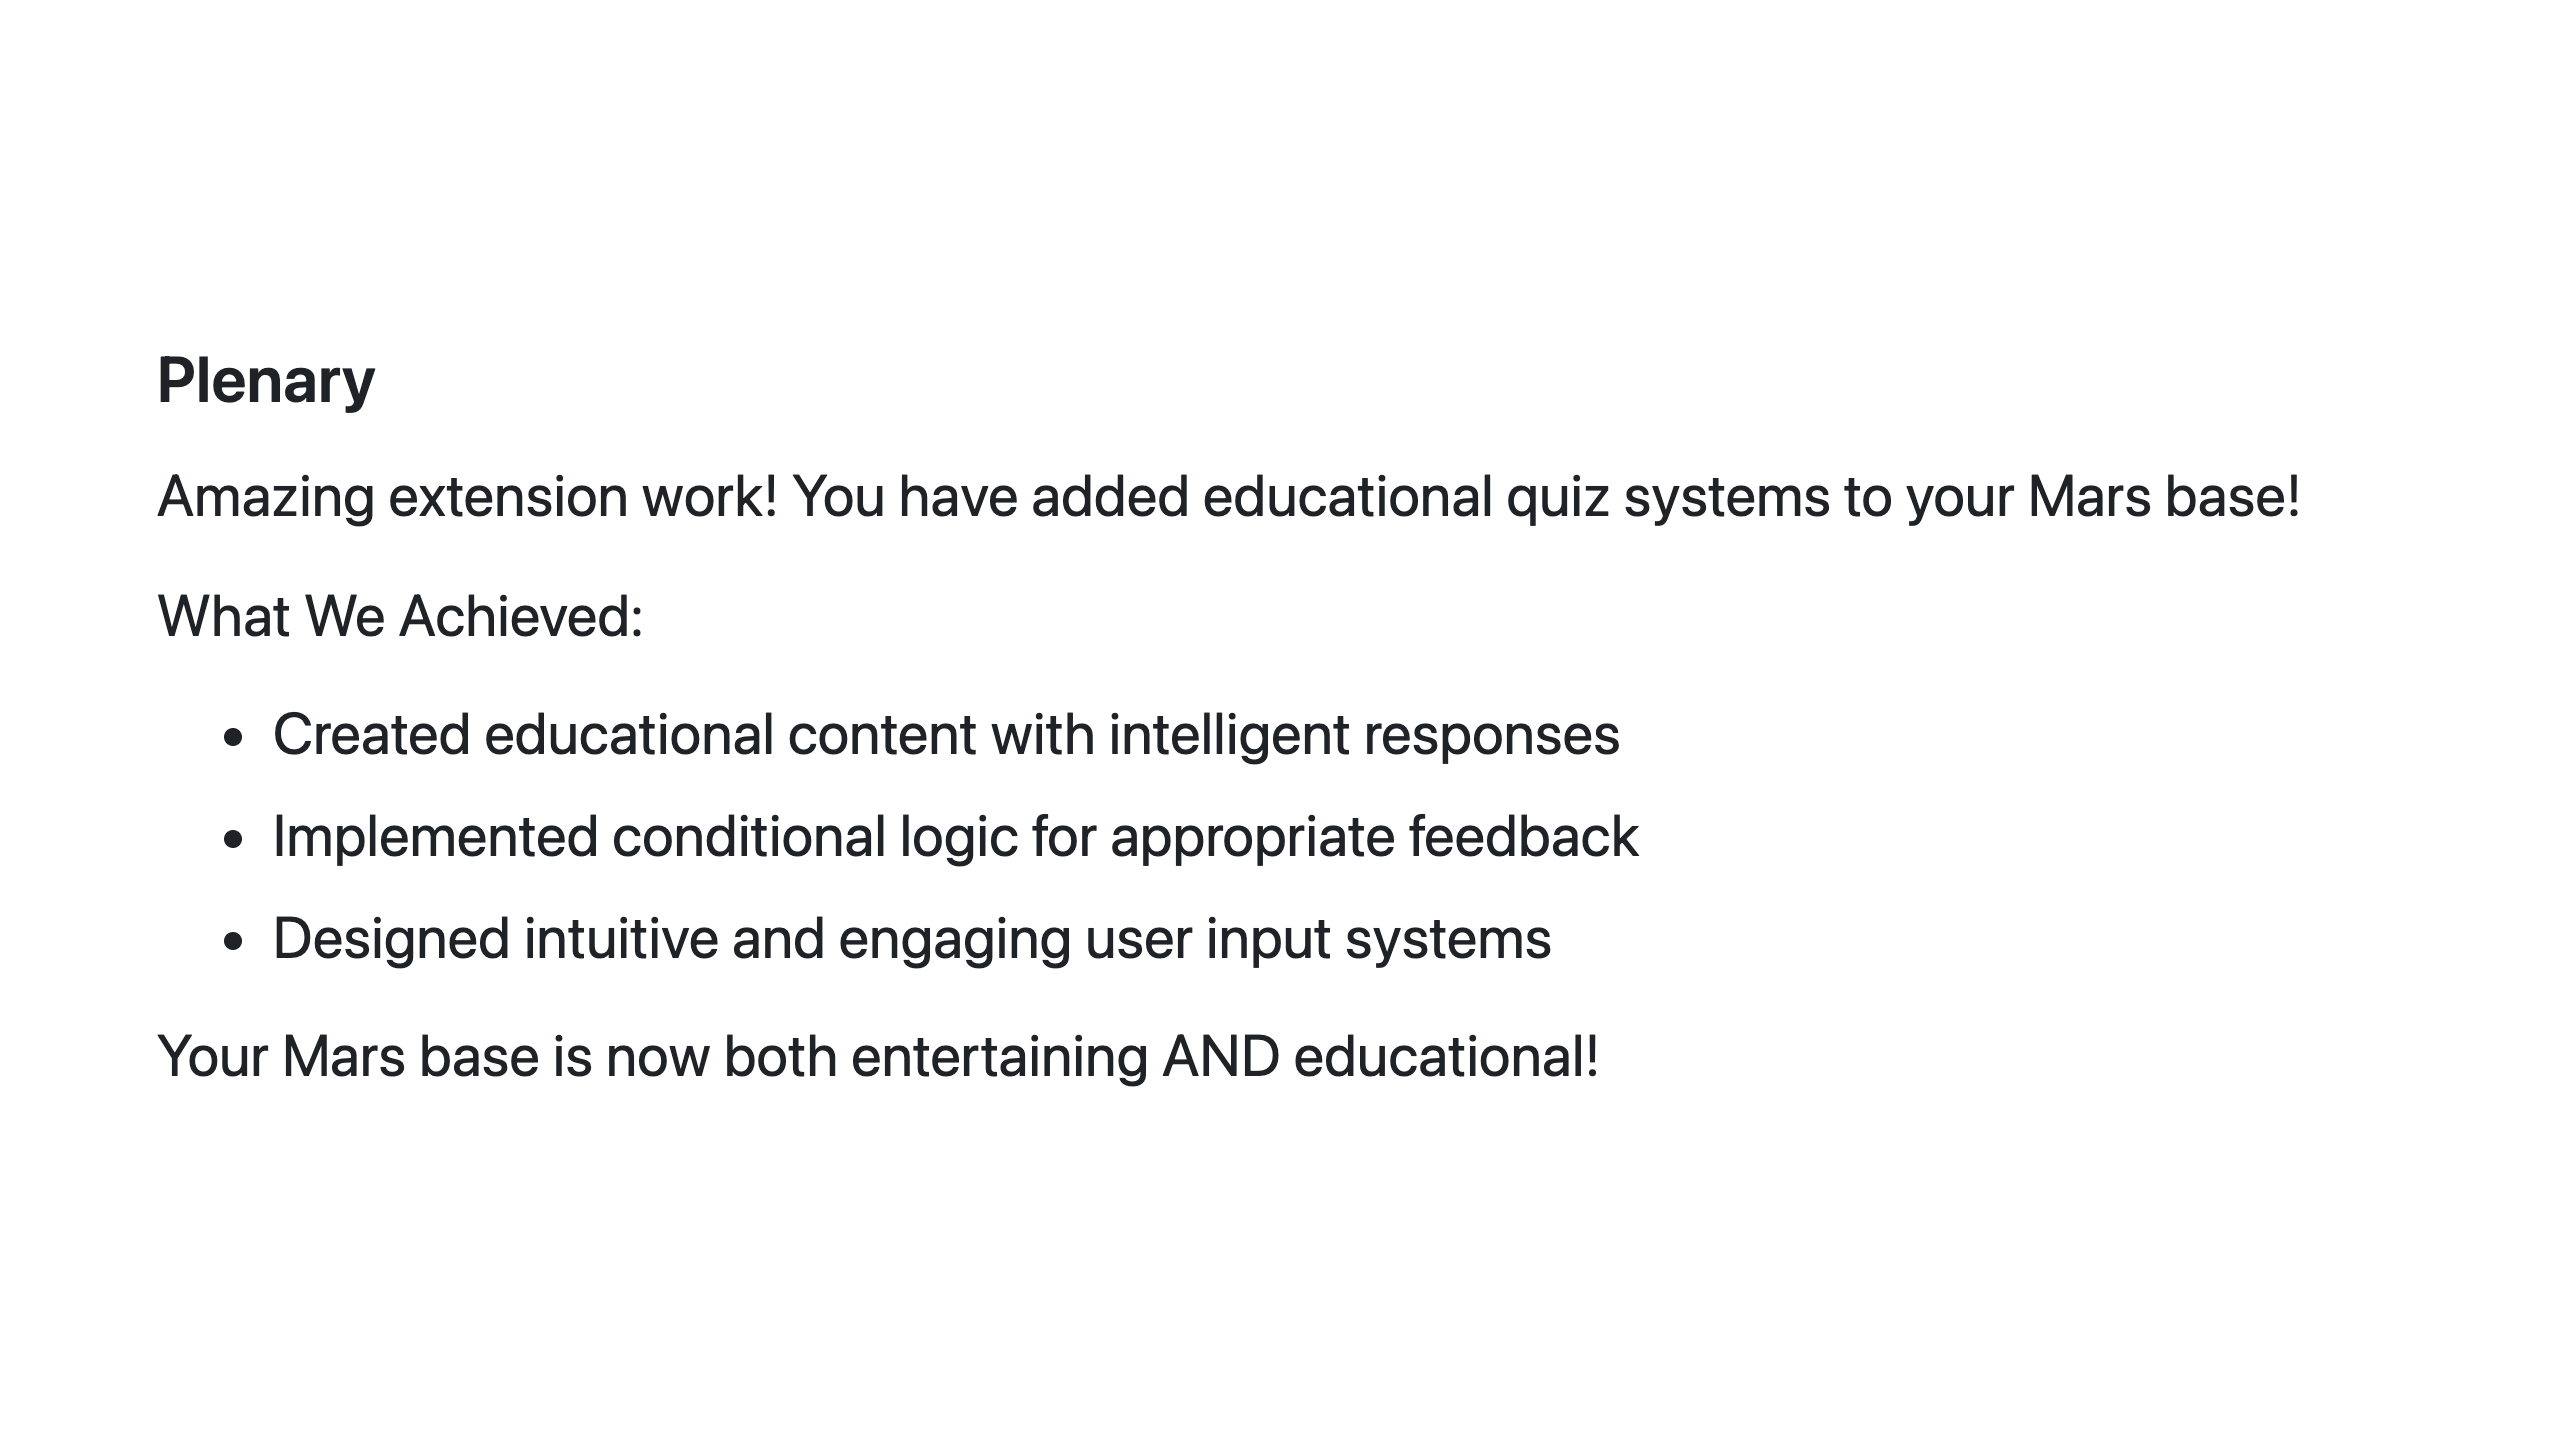 Plenary
Amazing extension work! You have added educational quiz systems to your Mars base!
What We Achieved:
• Created educational content with intelligent responses
• Implemented conditional logic for appropriate feedback
• Designed intuitive and engaging user input systems
Your Mars base is now both entertaining AND educational!